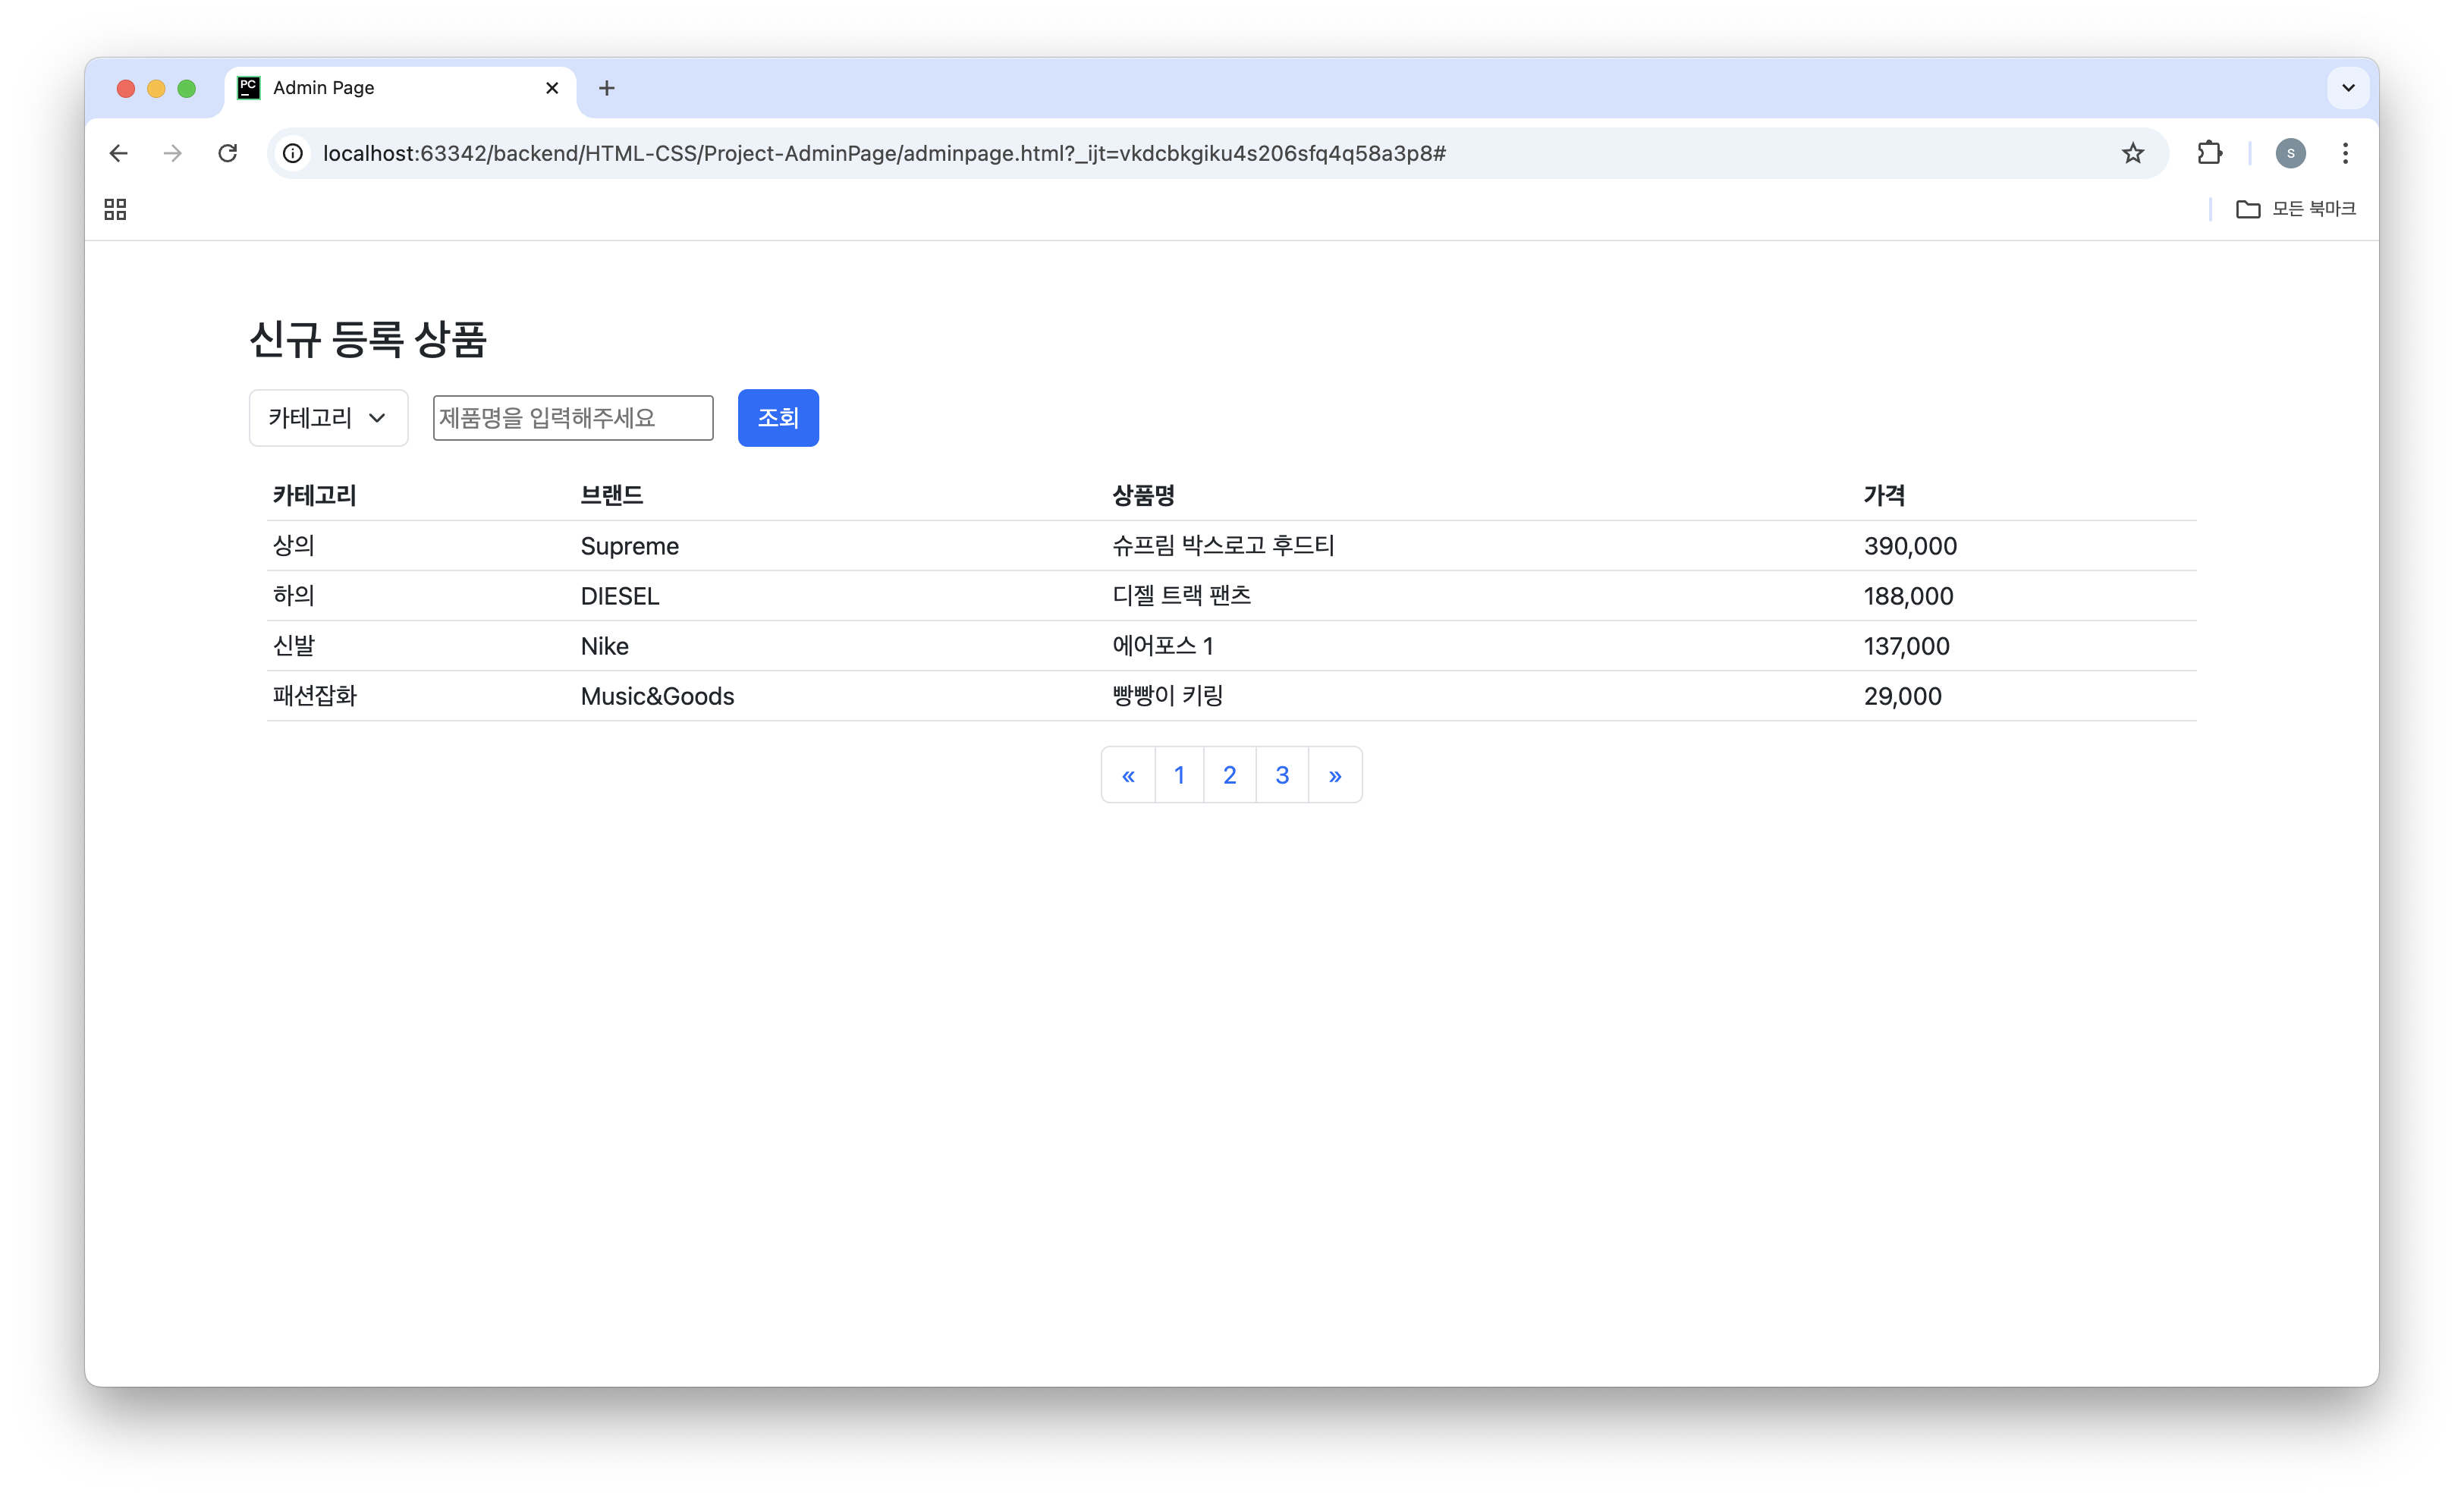 PC Admin Page
localhost:63342/backend/HTML-CSS/Project-AdminPage/adminpage.html?_ijt=vkdcbkgiku4s206sfq4q58a3p8#
S
모든 북마크
신규 등록 상품
카테고리 제품명을 입력해주세요 조회
카테고리 브랜드 상품명 가격
상의 Supreme 슈프림 박스로고 후드티 390,000
하의 DIESEL 디젤 트랙 팬츠 188,000
신발 Nike 에어포스 1 137,000
패션잡화 Music&Goods 빵빵이 키링 29,000
« 1 2 3 »